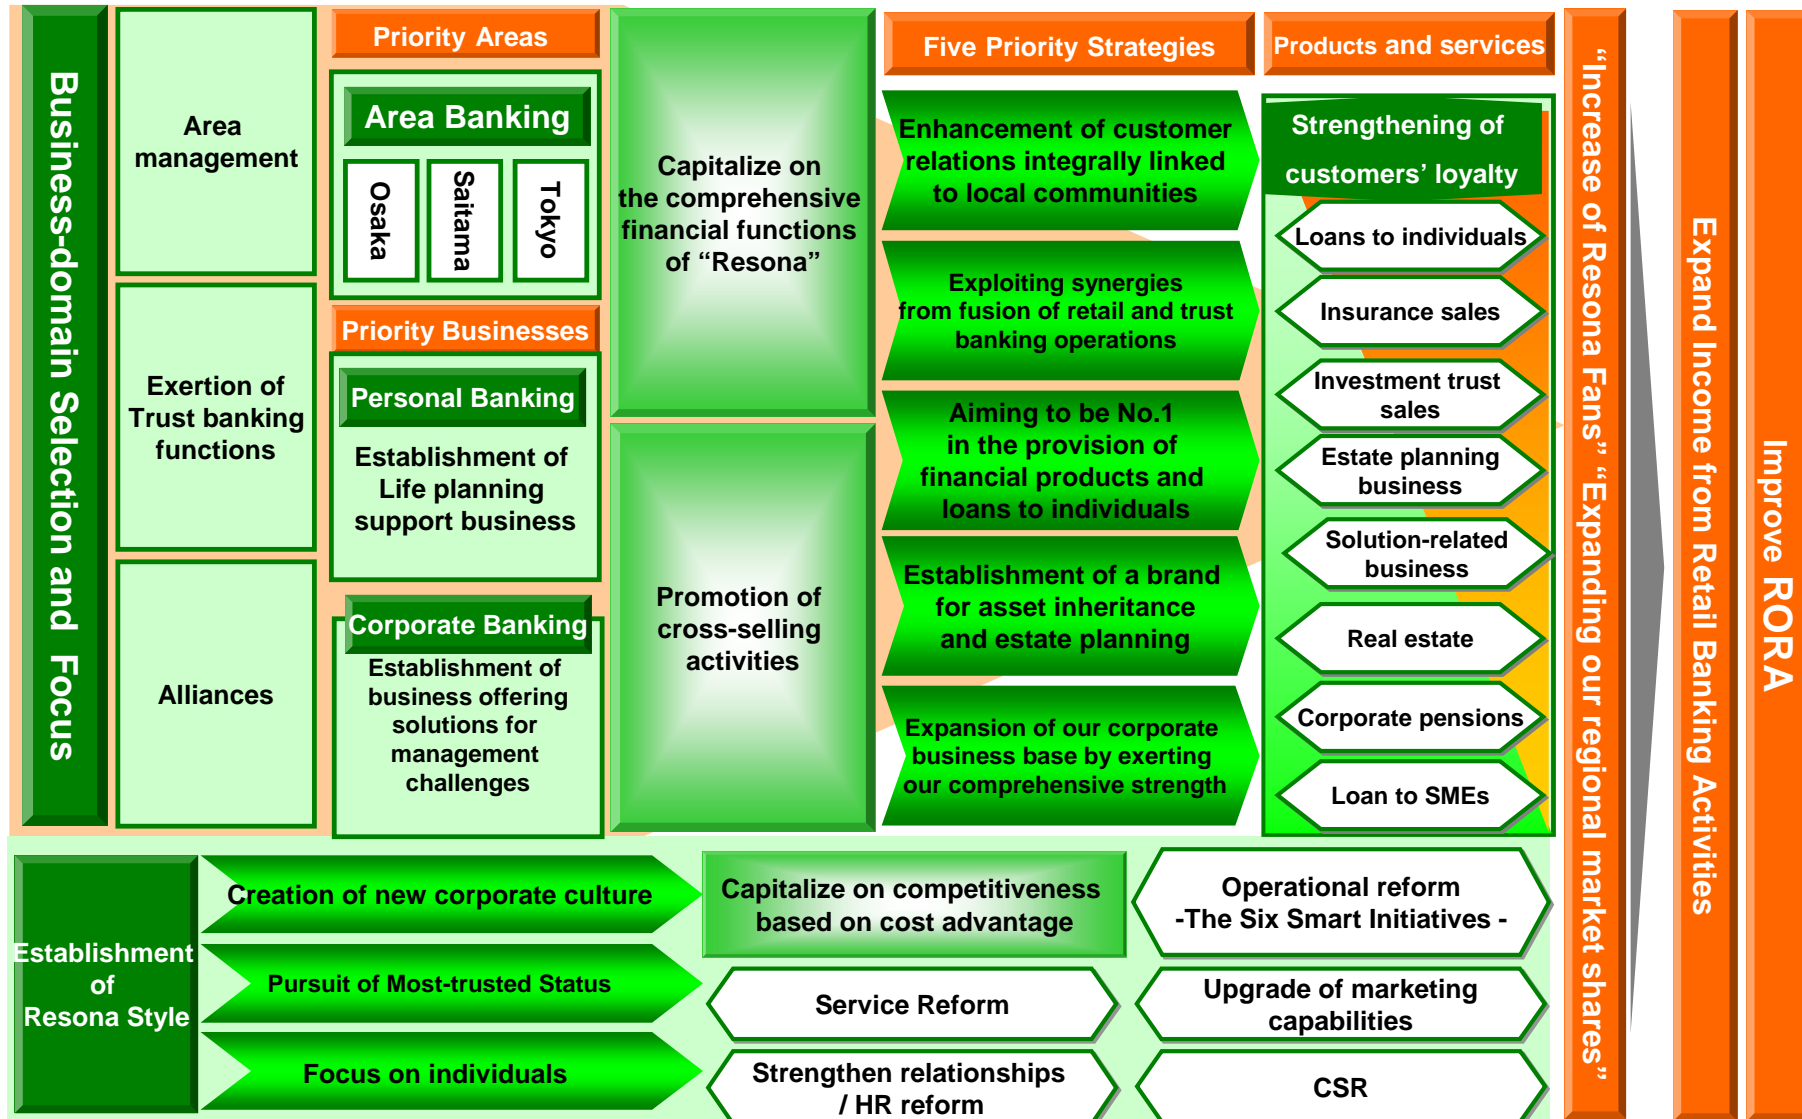 Business-domain Selection and Focus
Area
management
Exertion of
Trust banking
functions
Alliances
Priority Areas
Area Banking
Osaka
Saitama
Tokyo
Priority Businesses
Personal Banking
Establishment of
Life planning
support business
Corporate Banking
Establishment of
business offering
solutions for
management
challenges
Capitalize on
the comprehensive
financial functions
of “Resona”
Promotion of
cross-selling
activities
Five Priority Strategies
Enhancement of customer
relations integrally linked
to local communities
Exploiting synergies
from fusion of retail and trust
banking operations
Aiming to be No.1
in the provision of
financial products and
loans to individuals
Establishment of a brand
for asset inheritance
and estate planning
Expansion of our corporate
business base by exerting
our comprehensive strength
Products and services
Strengthening of
customers’ loyalty
Loans to individuals
Insurance sales
Investment trust
sales
Estate planning
business
Solution-related
business
Real estate
Corporate pensions
Loan to SMEs
“Increase of Resona Fans” “Expanding our regional market shares”
Expand Income from Retail Banking Activities
Improve RORA
Establishment
of
Resona Style
Creation of new corporate culture
Pursuit of Most-trusted Status
Focus on individuals
Capitalize on competitiveness
based on cost advantage
Service Reform
Strengthen relationships
/ HR reform
Operational reform
-The Six Smart Initiatives -
Upgrade of marketing
capabilities
CSR